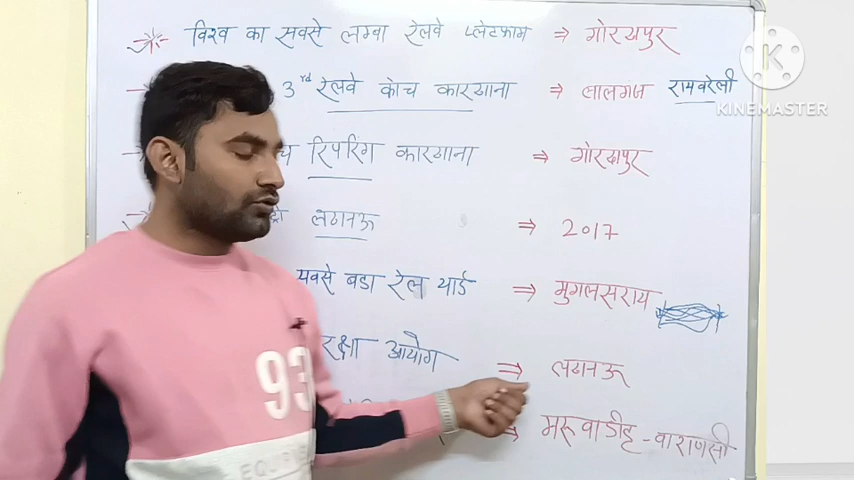 विश्व का सबसे लम्बा रेलवे प्लेटफाम ⇒ गोरखपुर
3rd रेलवे कोच कारखाना ⇒ लालगंज रायबरेली
रिपेरिंग कारखाना ⇒ गोरखपुर
लखनऊ ⇒ 2017
सबसे बडा रेल यार्ड ⇒ मुगलसराय
आयोग ⇒ लखनऊ
⇒ मरूवाडीह - वाराणसी
KINEMASTER
93